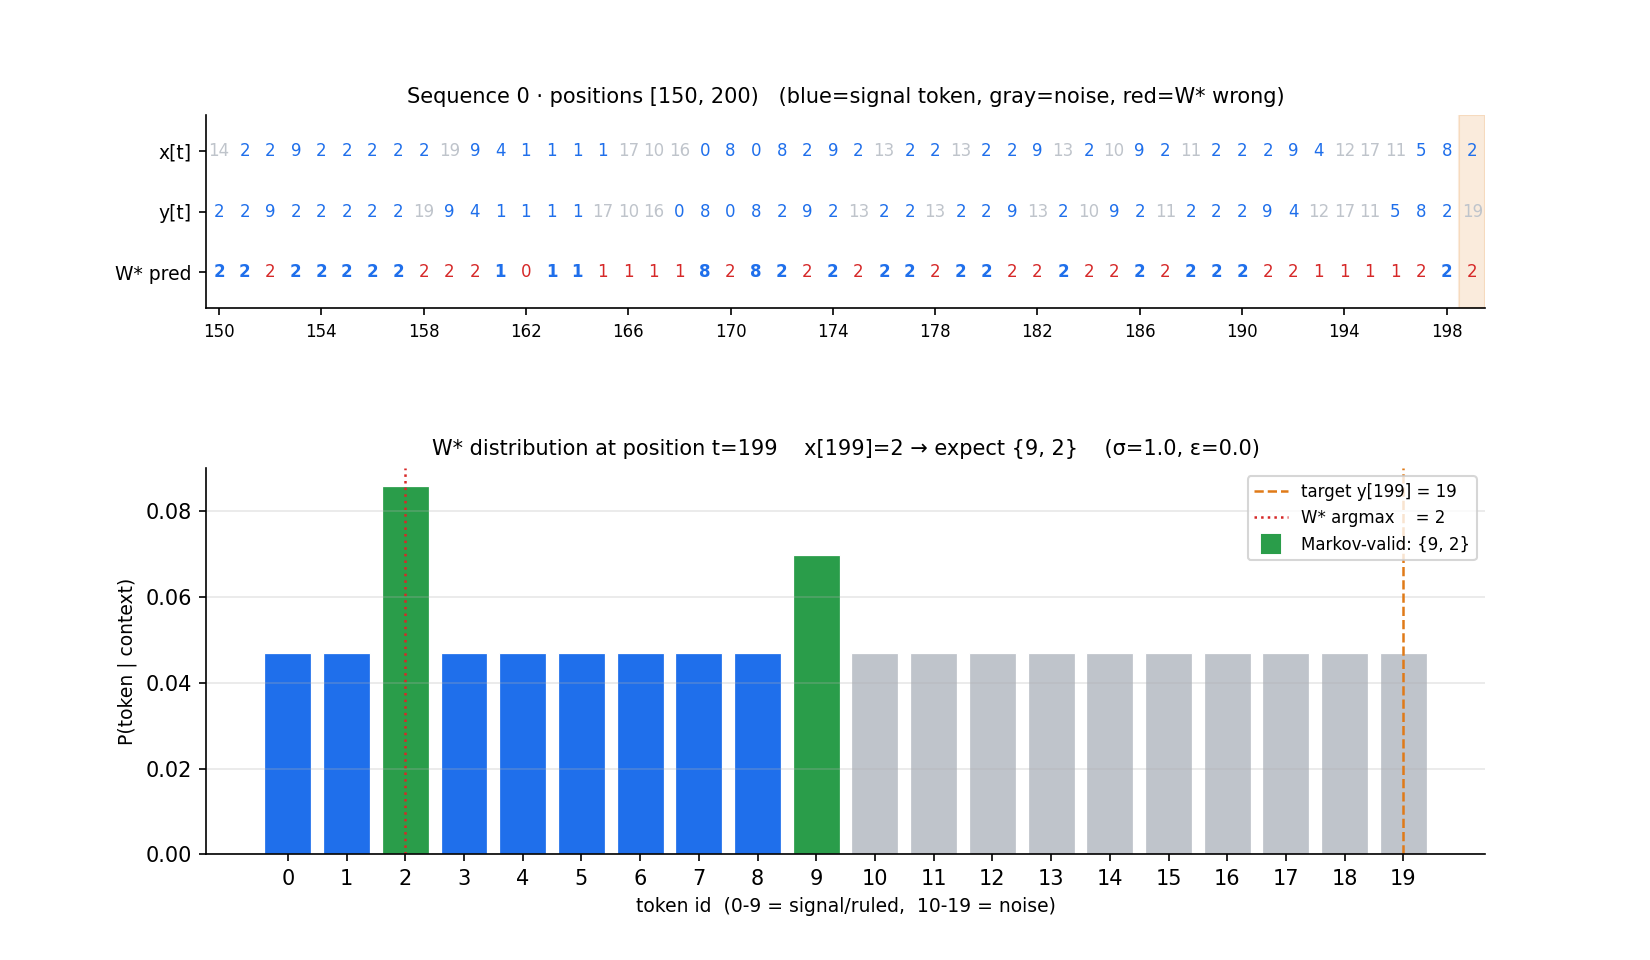 Sequence 0 · positions [150, 200)   (blue=signal token, gray=noise, red=W* wrong)
x[t] 14 2 2 9 2 2 2 2 2 19 9 4 1 1 1 1 17 10 16 0 8 0 8 2 9 2 13 2 2 13 2 2 9 13 2 10 9 2 11 2 2 2 9 4 12 17 11 5 8 2
y[t] 2 2 9 2 2 2 2 2 19 9 4 1 1 1 1 17 10 16 0 8 0 8 2 9 2 13 2 2 13 2 2 9 13 2 10 9 2 11 2 2 2 9 4 12 17 11 5 8 2 19
W* pred 2 2 2 2 2 2 2 2 2 2 2 1 0 1 1 1 1 1 1 8 2 8 2 2 2 2 2 2 2 2 2 2 2 2 2 2 2 2 2 2 2 2 2 1 1 1 1 2 2 2
150 154 158 162 166 170 174 178 182 186 190 194 198
W* distribution at position t=199    x[199]=2 → expect {9, 2}    (σ=1.0, ε=0.0)
target y[199] = 19
W* argmax   = 2
Markov-valid: {9, 2}
P(token | context)
0.08
0.06
0.04
0.02
0.00
0 1 2 3 4 5 6 7 8 9 10 11 12 13 14 15 16 17 18 19
token id  (0-9 = signal/ruled,  10-19 = noise)